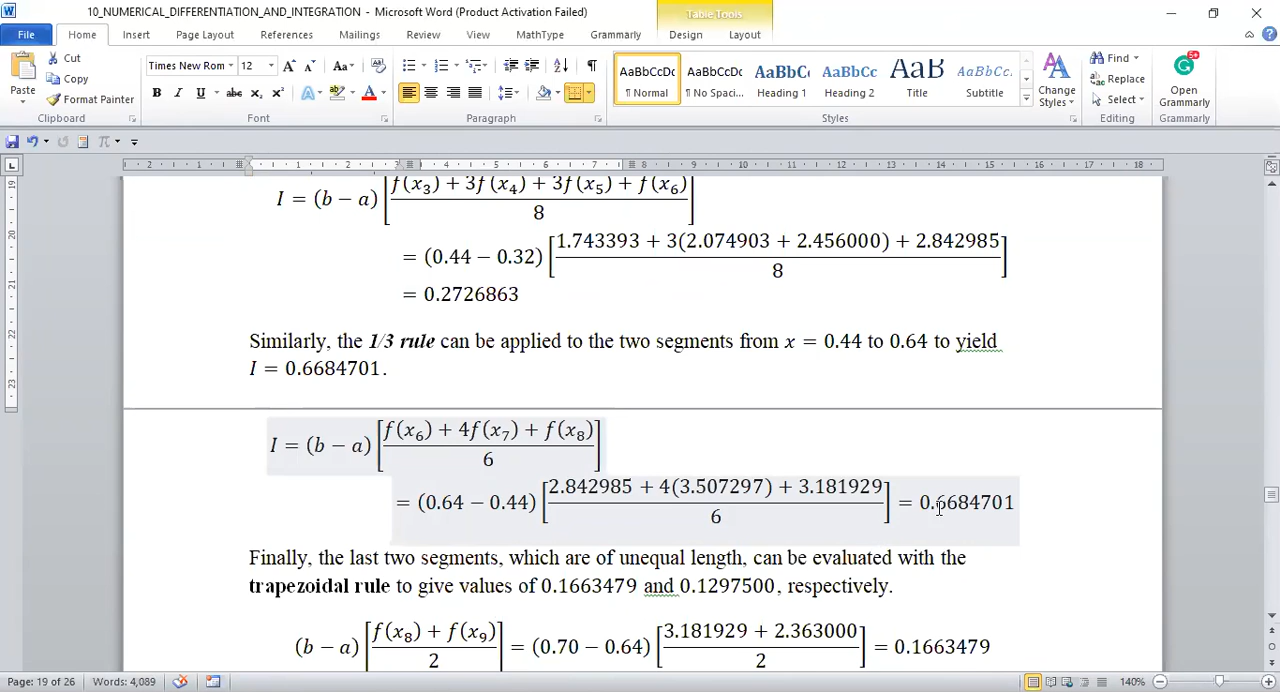 10_NUMERICAL_DIFFERENTIATION_AND_INTEGRATION - Microsoft Word (Product Activation Failed)
Table Tools
File Home Insert Page Layout References Mailings Review View MathType Grammarly Design Layout
Paste
Cut
Copy
Format Painter
Clipboard
Times New Rom 12
Font
Paragraph
AaBbCcDc AaBbCcDc AaBbC AaBbCc AaB AaBbCc.
¶ Normal ¶ No Spaci... Heading 1 Heading 2 Title Subtitle
Change Styles
Styles
Find
Replace
Select
Editing
Open Grammarly
Grammarly
I = (b − a) [f(x₃) + 3f(x₄) + 3f(x₅) + f(x₆) / 8]
= (0.44 − 0.32) [1.743393 + 3(2.074903 + 2.456000) + 2.842985 / 8]
= 0.2726863
Similarly, the 1/3 rule can be applied to the two segments from x = 0.44 to 0.64 to yield
I = 0.6684701.
I = (b − a) [f(x₆) + 4f(x₇) + f(x₈) / 6]
= (0.64 − 0.44) [2.842985 + 4(3.507297) + 3.181929 / 6] = 0.6684701
Finally, the last two segments, which are of unequal length, can be evaluated with the
trapezoidal rule to give values of 0.1663479 and 0.1297500, respectively.
(b − a) [f(x₈) + f(x₉) / 2] = (0.70 − 0.64) [3.181929 + 2.363000 / 2] = 0.1663479
Page: 19 of 26 Words: 4,089 140%